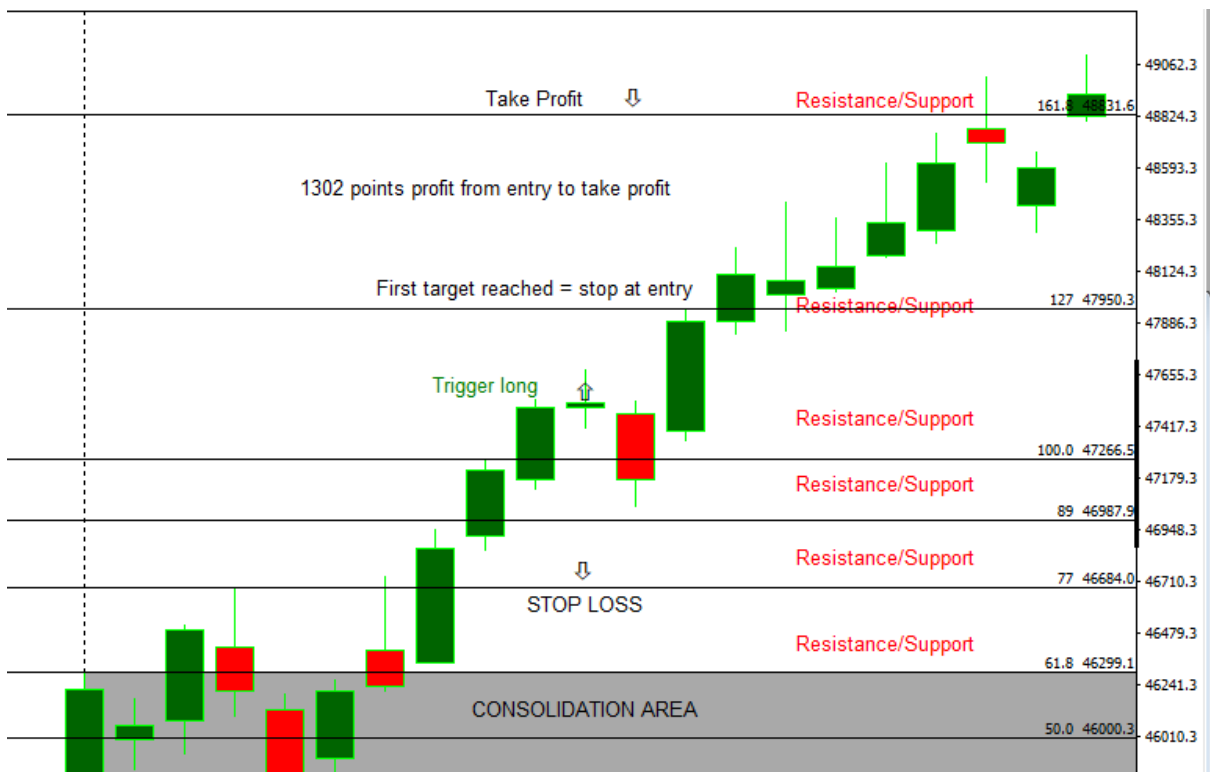 49062.3
Take Profit
Resistance/Support
161.8 48831.6
48824.3
1302 points profit from entry to take profit
48593.3
48355.3
48124.3
First target reached = stop at entry
Resistance/Support
127 47950.3
47886.3
47655.3
Trigger long
Resistance/Support
47417.3
100.0 47266.5
Resistance/Support
47179.3
89 46987.9
46948.3
Resistance/Support
77 46684.0
46710.3
STOP LOSS
46479.3
Resistance/Support
61.8 46299.1
46241.3
CONSOLIDATION AREA
50.0 46000.3
46010.3